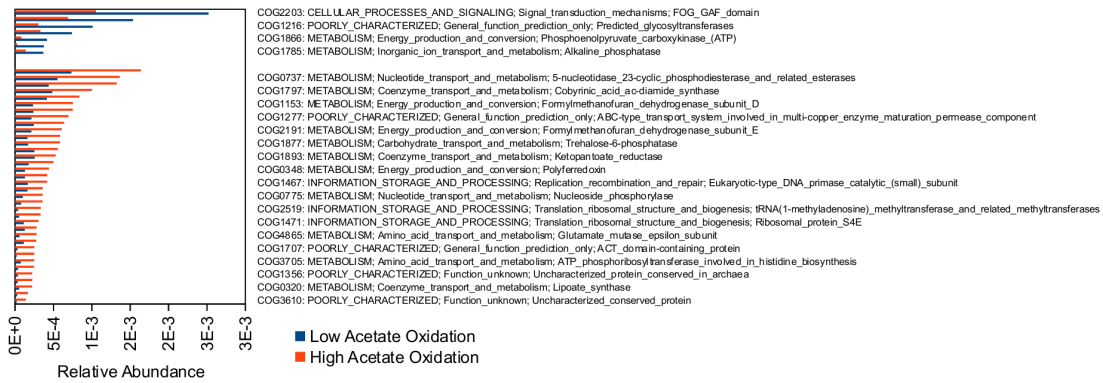 COG2203: CELLULAR_PROCESSES_AND_SIGNALING; Signal_transduction_mechanisms; FOG_GAF_domain
COG1216: POORLY_CHARACTERIZED; General_function_prediction_only; Predicted_glycosyltransferases
COG1866: METABOLISM; Energy_production_and_conversion; Phosphoenolpyruvate_carboxykinase_(ATP)
COG1785: METABOLISM; Inorganic_ion_transport_and_metabolism; Alkaline_phosphatase
COG0737: METABOLISM; Nucleotide_transport_and_metabolism; 5-nucleotidase_23-cyclic_phosphodiesterase_and_related_esterases
COG1797: METABOLISM; Coenzyme_transport_and_metabolism; Cobyrinic_acid_ac-diamide_synthase
COG1153: METABOLISM; Energy_production_and_conversion; Formylmethanofuran_dehydrogenase_subunit_D
COG1277: POORLY_CHARACTERIZED; General_function_prediction_only; ABC-type_transport_system_involved_in_multi-copper_enzyme_maturation_permease_component
COG2191: METABOLISM; Energy_production_and_conversion; Formylmethanofuran_dehydrogenase_subunit_E
COG1877: METABOLISM; Carbohydrate_transport_and_metabolism; Trehalose-6-phosphatase
COG1893: METABOLISM; Coenzyme_transport_and_metabolism; Ketopantoate_reductase
COG0348: METABOLISM; Energy_production_and_conversion; Polyferredoxin
COG1467: INFORMATION_STORAGE_AND_PROCESSING; Replication_recombination_and_repair; Eukaryotic-type_DNA_primase_catalytic_(small)_subunit
COG0775: METABOLISM; Nucleotide_transport_and_metabolism; Nucleoside_phosphorylase
COG2519: INFORMATION_STORAGE_AND_PROCESSING; Translation_ribosomal_structure_and_biogenesis; tRNA(1-methyladenosine)_methyltransferase_and_related_methyltransferases
COG1471: INFORMATION_STORAGE_AND_PROCESSING; Translation_ribosomal_structure_and_biogenesis; Ribosomal_protein_S4E
COG4865: METABOLISM; Amino_acid_transport_and_metabolism; Glutamate_mutase_epsilon_subunit
COG1707: POORLY_CHARACTERIZED; General_function_prediction_only; ACT_domain-containing_protein
COG3705: METABOLISM; Amino_acid_transport_and_metabolism; ATP_phosphoribosyltransferase_involved_in_histidine_biosynthesis
COG1356: POORLY_CHARACTERIZED; Function_unknown; Uncharacterized_protein_conserved_in_archaea
COG0320: METABOLISM; Coenzyme_transport_and_metabolism; Lipoate_synthase
COG3610: POORLY_CHARACTERIZED; Function_unknown; Uncharacterized_conserved_protein
0E+0 5E-4 1E-3 2E-3 2E-3 3E-3 3E-3
Relative Abundance
Low Acetate Oxidation
High Acetate Oxidation